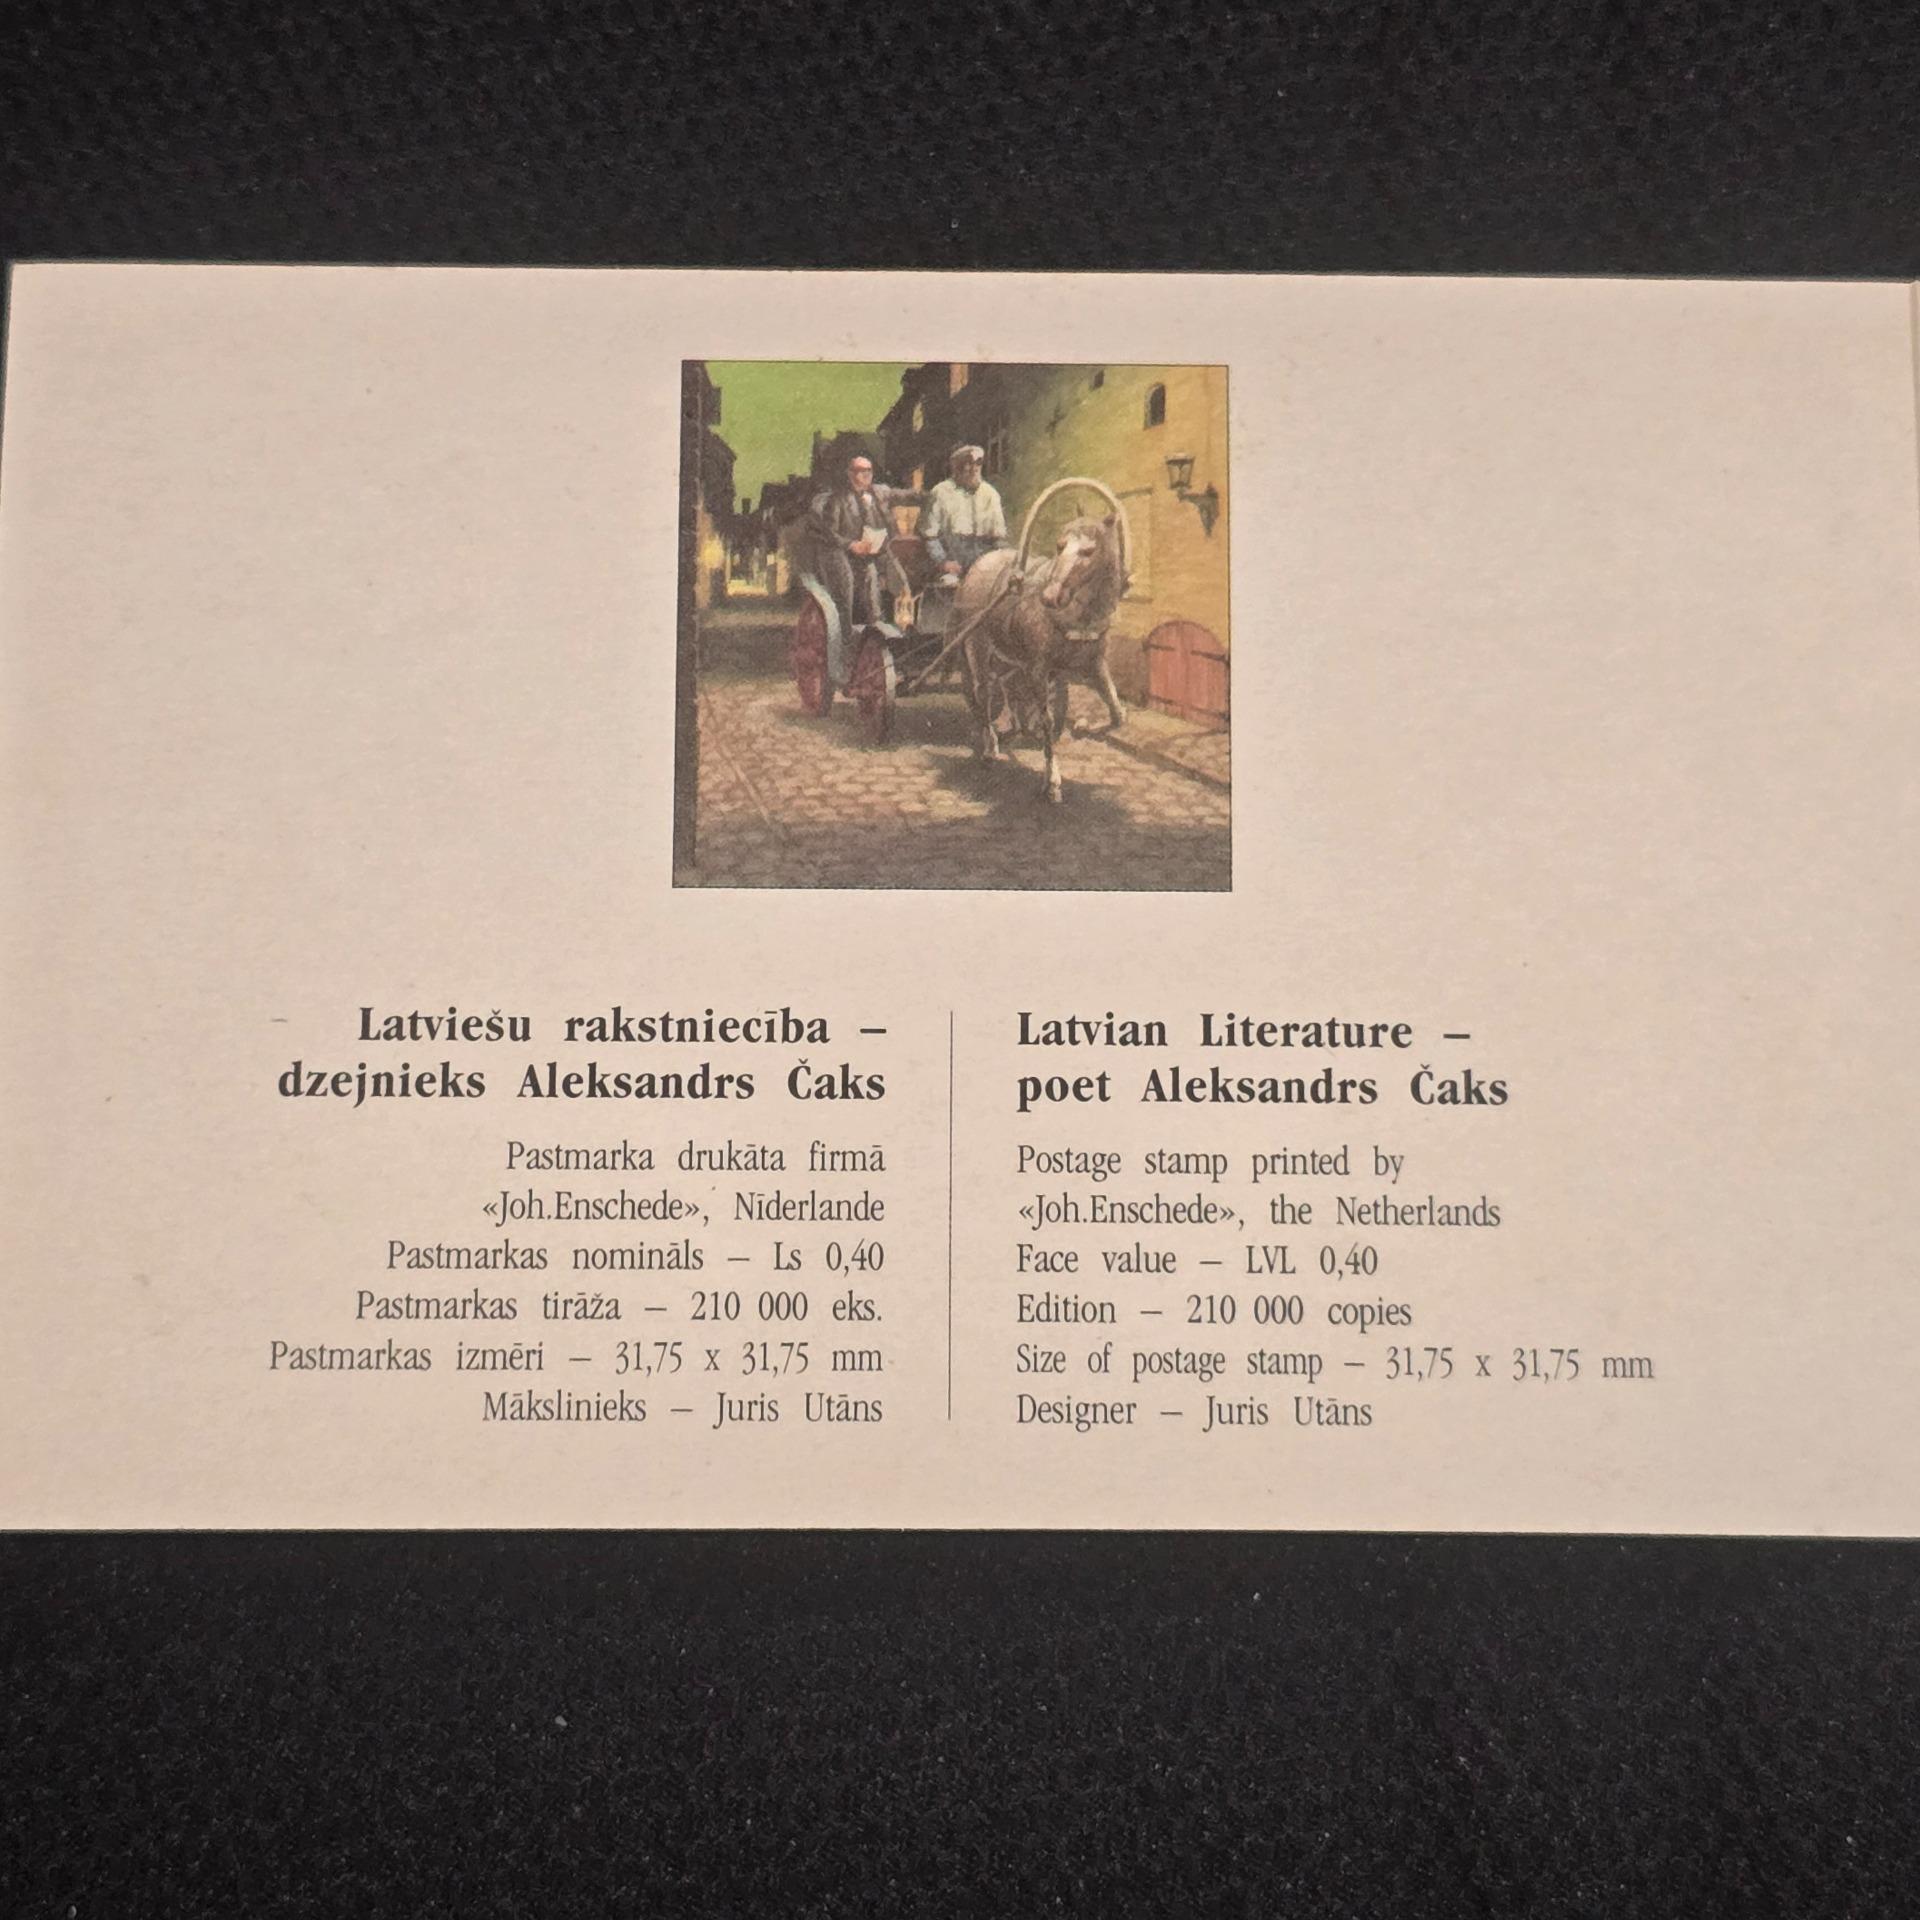 Latviešu rakstniecība –
dzejnieks Aleksandrs Čaks
Pastmarka drukāta firmā
«Joh.Enschede», Nīderlande
Pastmarkas nomināls – Ls 0,40
Pastmarkas tirāža – 210 000 eks.
Pastmarkas izmēri – 31,75 x 31,75 mm
Mākslinieks – Juris Utāns
Latvian Literature –
poet Aleksandrs Čaks
Postage stamp printed by
«Joh.Enschede», the Netherlands
Face value – LVL 0,40
Edition – 210 000 copies
Size of postage stamp – 31,75 x 31,75 mm
Designer – Juris Utāns